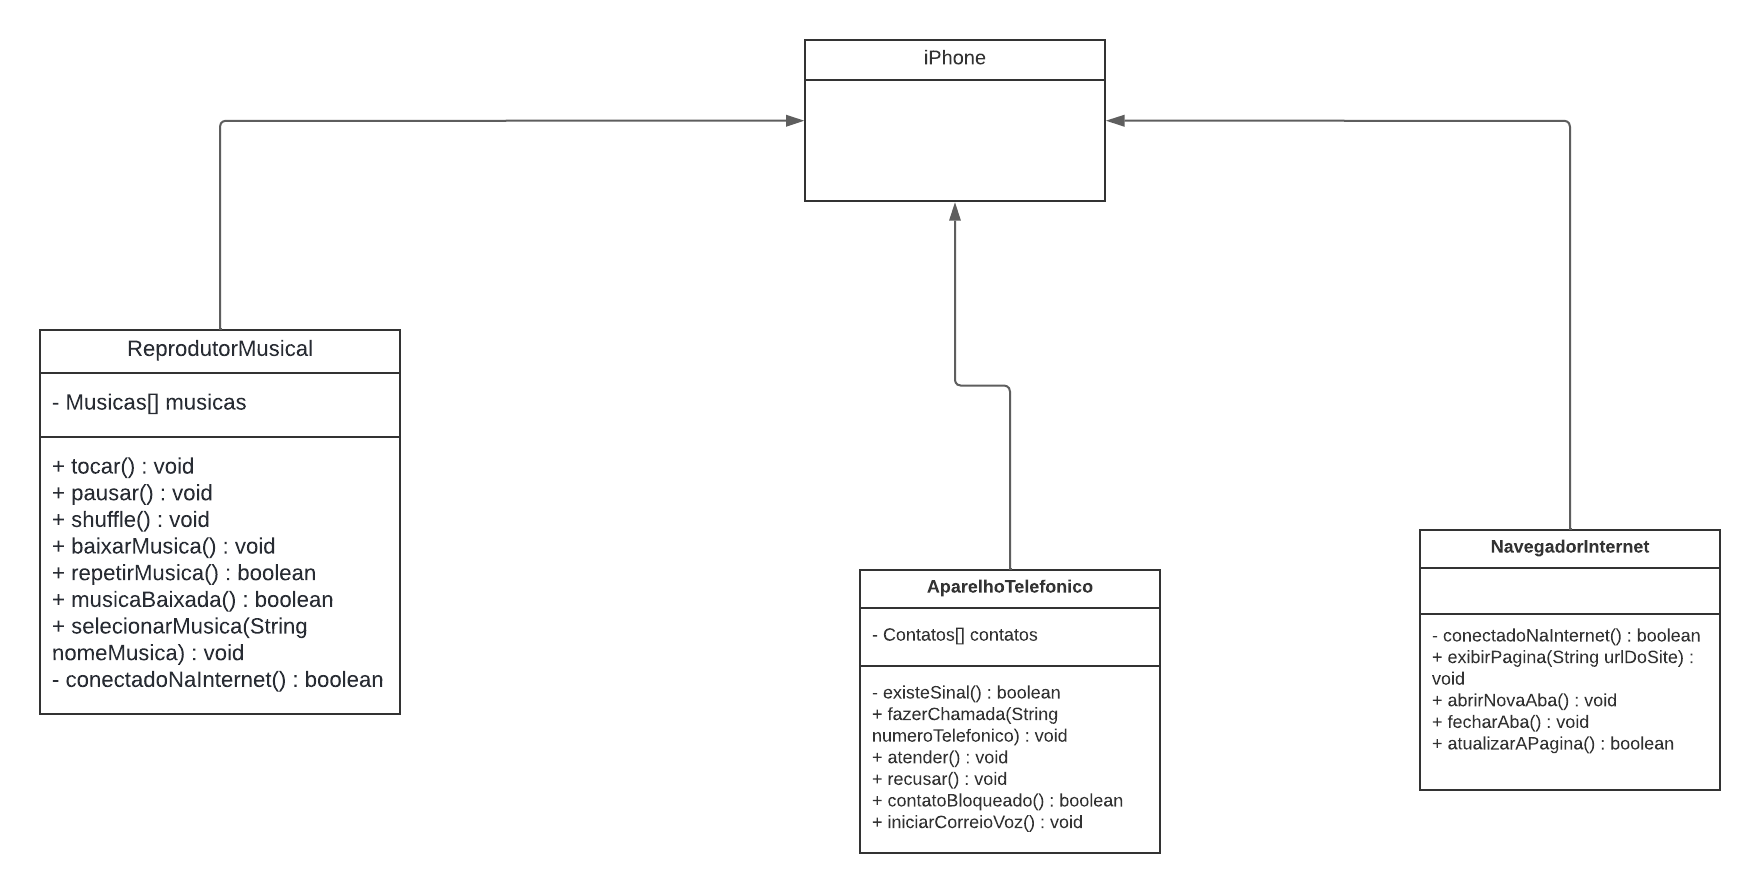 iPhone
ReprodutorMusical
- Musicas[] musicas
+ tocar() : void
+ pausar() : void
+ shuffle() : void
+ baixarMusica() : void
+ repetirMusica() : boolean
+ musicaBaixada() : boolean
+ selecionarMusica(String
nomeMusica) : void
- conectadoNaInternet() : boolean
AparelhoTelefonico
- Contatos[] contatos
- existeSinal() : boolean
+ fazerChamada(String
numeroTelefonico) : void
+ atender() : void
+ recusar() : void
+ contatoBloqueado() : boolean
+ iniciarCorreioVoz() : void
NavegadorInternet
- conectadoNaInternet() : boolean
+ exibirPagina(String urlDoSite) :
void
+ abrirNovaAba() : void
+ fecharAba() : void
+ atualizarAPagina() : boolean